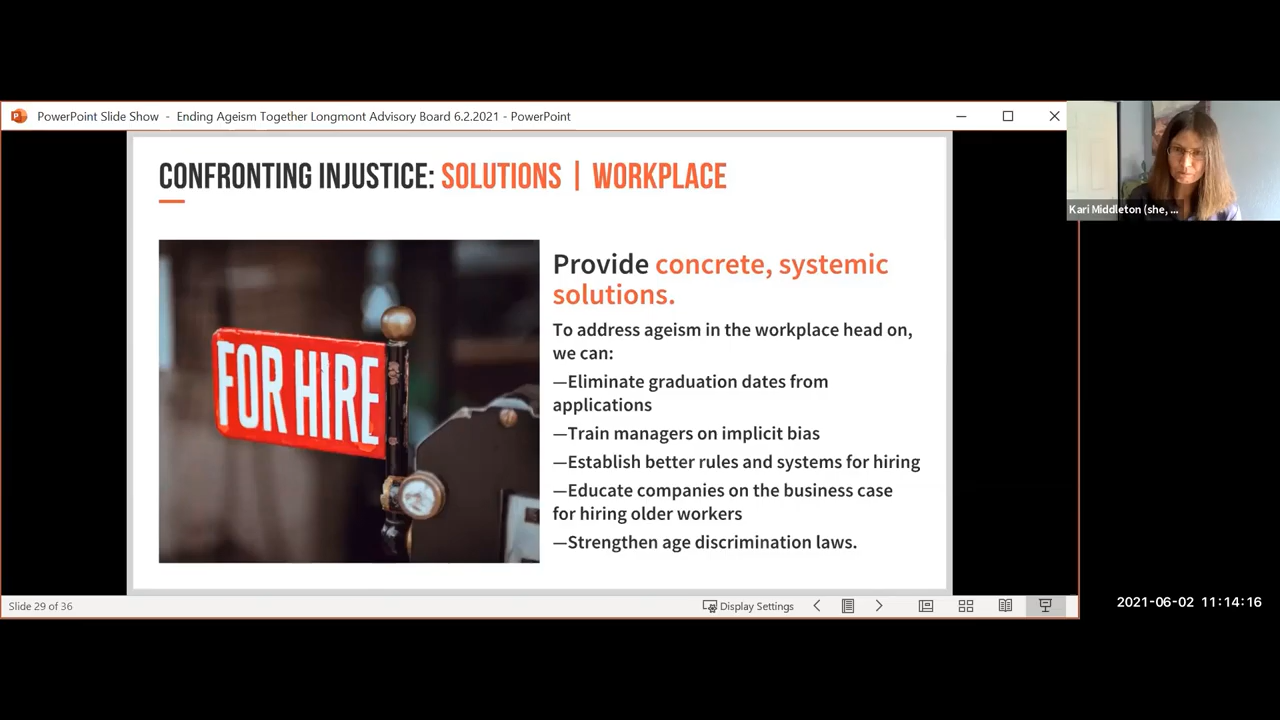 PowerPoint Slide Show - Ending Ageism Together Longmont Advisory Board 6.2.2021 - PowerPoint
CONFRONTING INJUSTICE: SOLUTIONS | WORKPLACE
Kari Middleton (she, ...
FOR HIRE
Provide concrete, systemic
solutions.
To address ageism in the workplace head on,
we can:
—Eliminate graduation dates from
applications
—Train managers on implicit bias
—Establish better rules and systems for hiring
—Educate companies on the business case
for hiring older workers
—Strengthen age discrimination laws.
Slide 29 of 36
Display Settings
2021-06-02 11:14:16